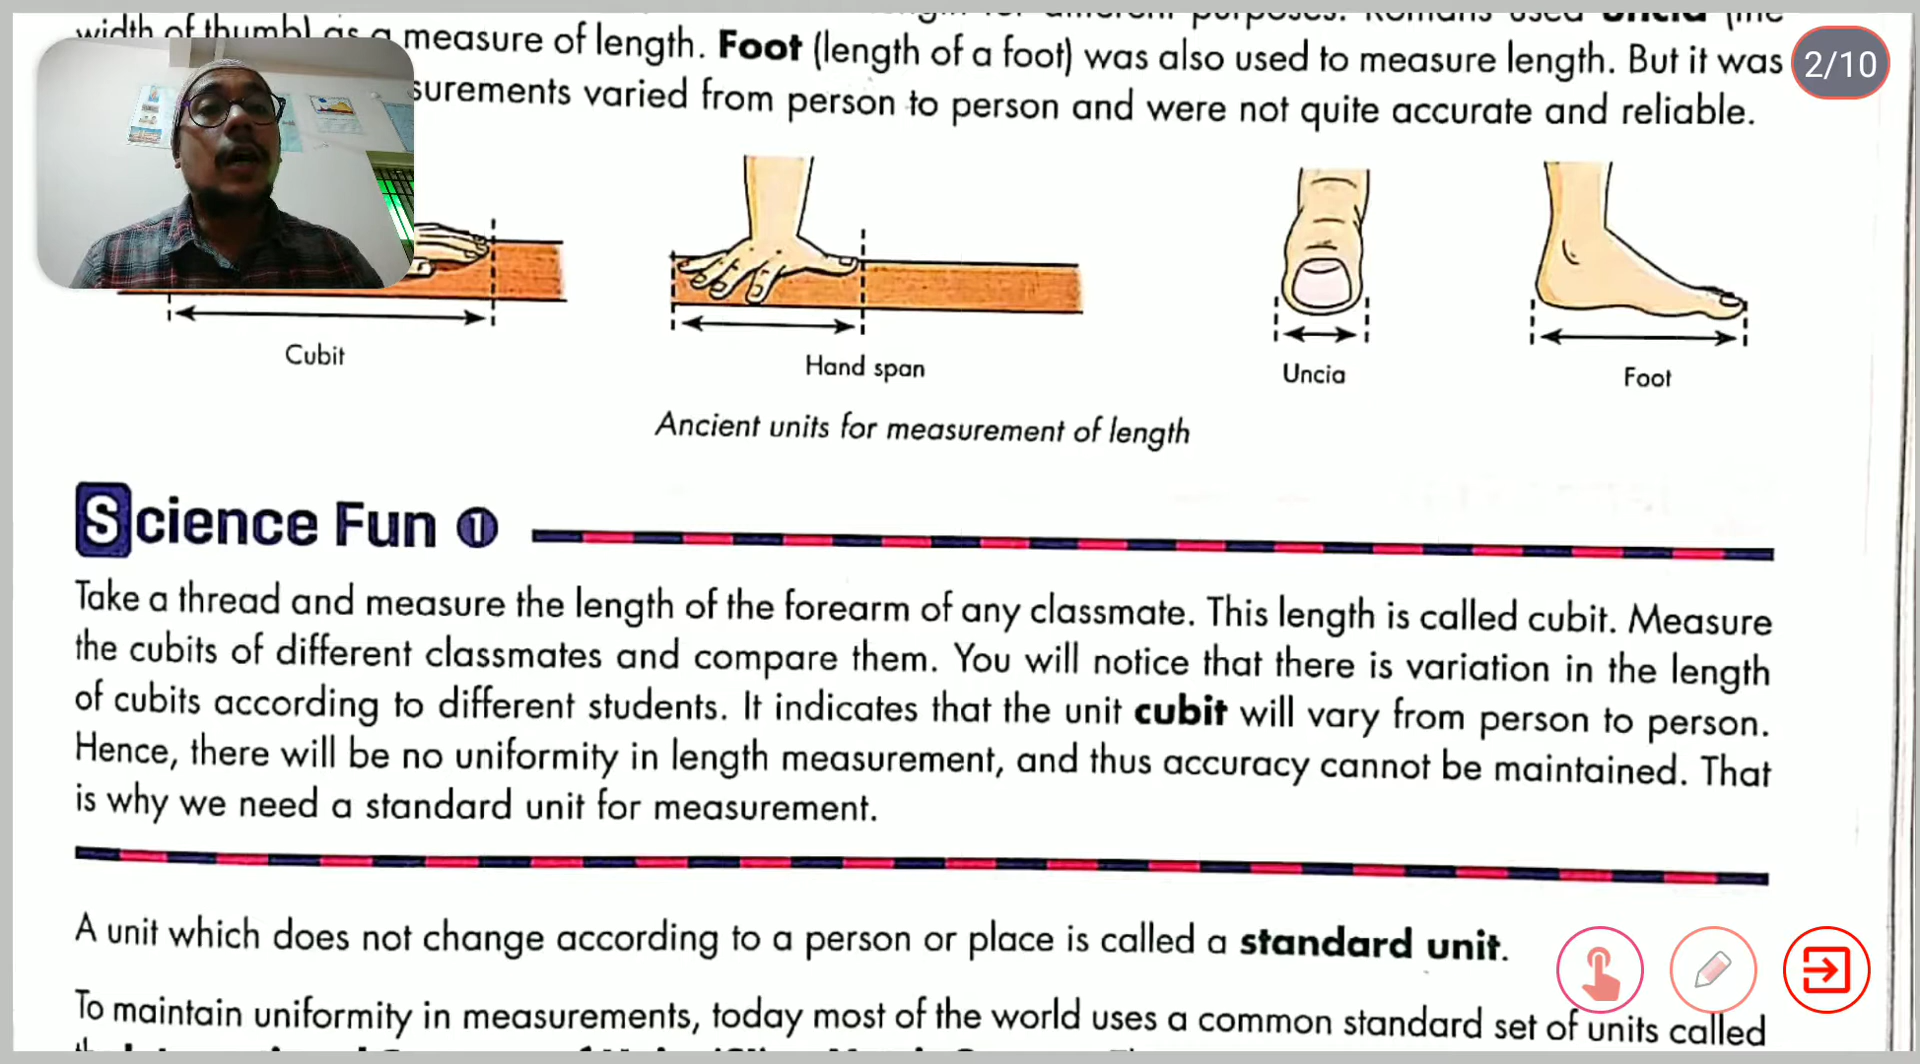 width of thumb) as a measure of length. Foot (length of a foot) was also used to measure length. But it was
surements varied from person to person and were not quite accurate and reliable.
2/10
Cubit
Hand span
Uncia
Foot
Ancient units for measurement of length
Science Fun 1
Take a thread and measure the length of the forearm of any classmate. This length is called cubit. Measure
the cubits of different classmates and compare them. You will notice that there is variation in the length
of cubits according to different students. It indicates that the unit cubit will vary from person to person.
Hence, there will be no uniformity in length measurement, and thus accuracy cannot be maintained. That
is why we need a standard unit for measurement.
A unit which does not change according to a person or place is called a standard unit.
To maintain uniformity in measurements, today most of the world uses a common standard set of units called